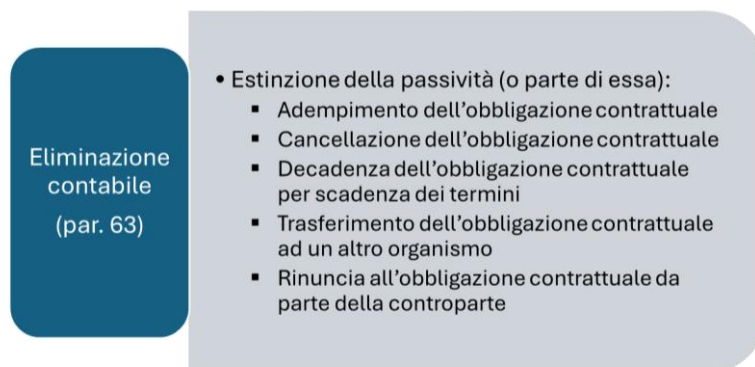 Eliminazione
contabile
(par. 63)
• Estinzione della passività (o parte di essa):
▪ Adempimento dell'obbligazione contrattuale
▪ Cancellazione dell'obbligazione contrattuale
▪ Decadenza dell'obbligazione contrattuale
per scadenza dei termini
▪ Trasferimento dell'obbligazione contrattuale
ad un altro organismo
▪ Rinuncia all'obbligazione contrattuale da
parte della controparte